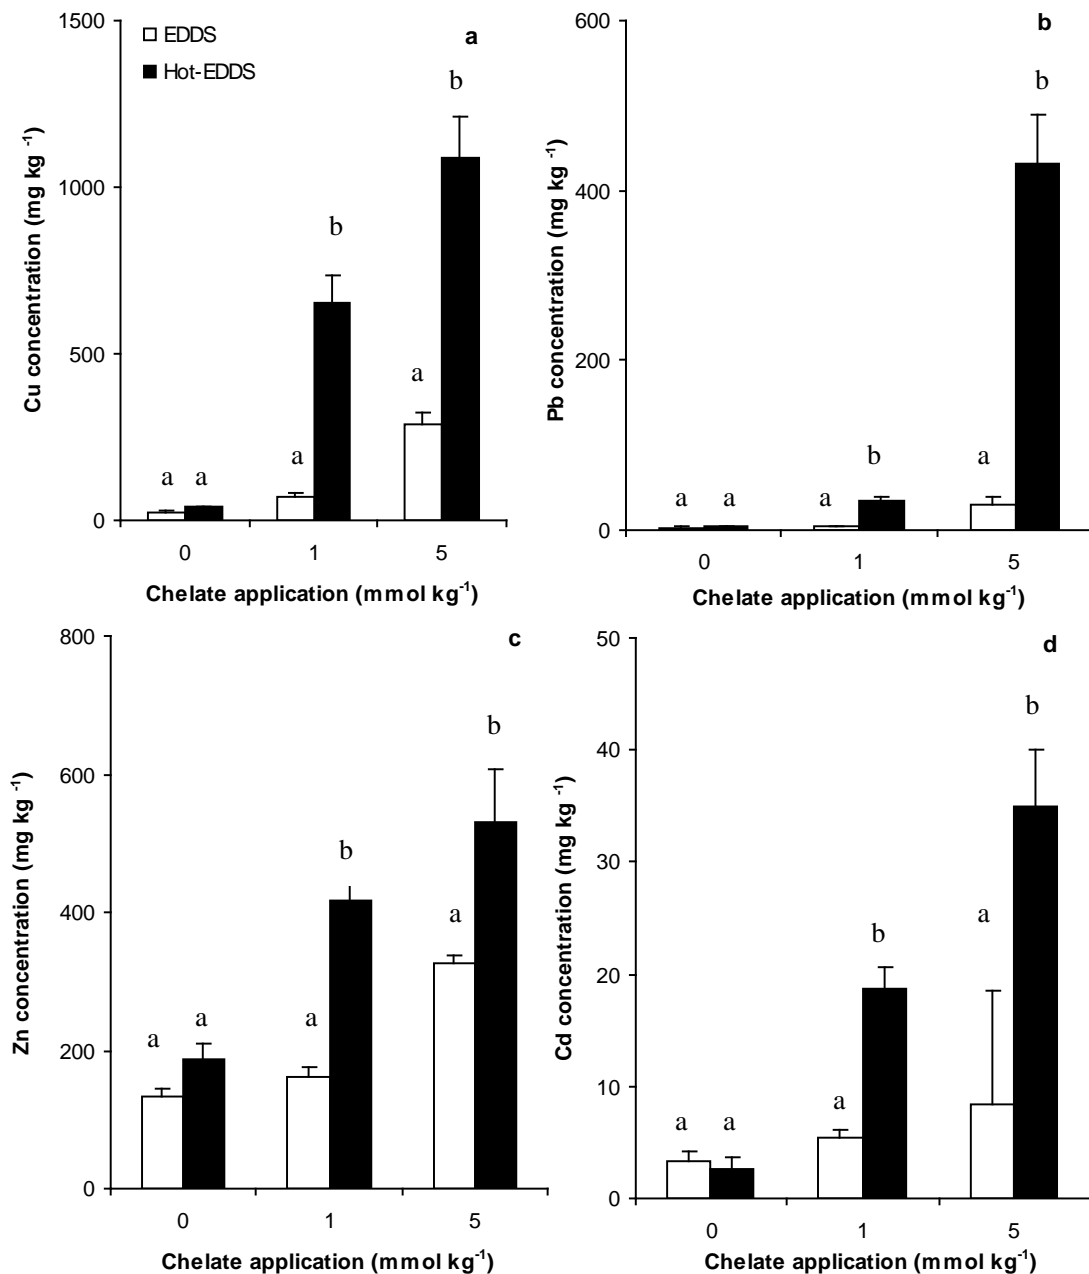 1500
1000
500
0
Cu concentration (mg kg -1)
EDDS
Hot-EDDS
a
a a
a
b
a
b
0 1 5
Chelate application (mmol kg-1)
600
400
200
0
Pb concentration (mg kg -1)
b
a a
a
b
a
b
0 1 5
Chelate application (mmol kg-1)
800
600
400
200
0
Zn concentration (mg kg -1)
c
a a
a
b
a
b
0 1 5
Chelate application (mmol kg-1)
50
40
30
20
10
0
Cd concentration (mg kg -1)
d
a a
a
b
a
b
0 1 5
Chelate application (mmol kg-1)